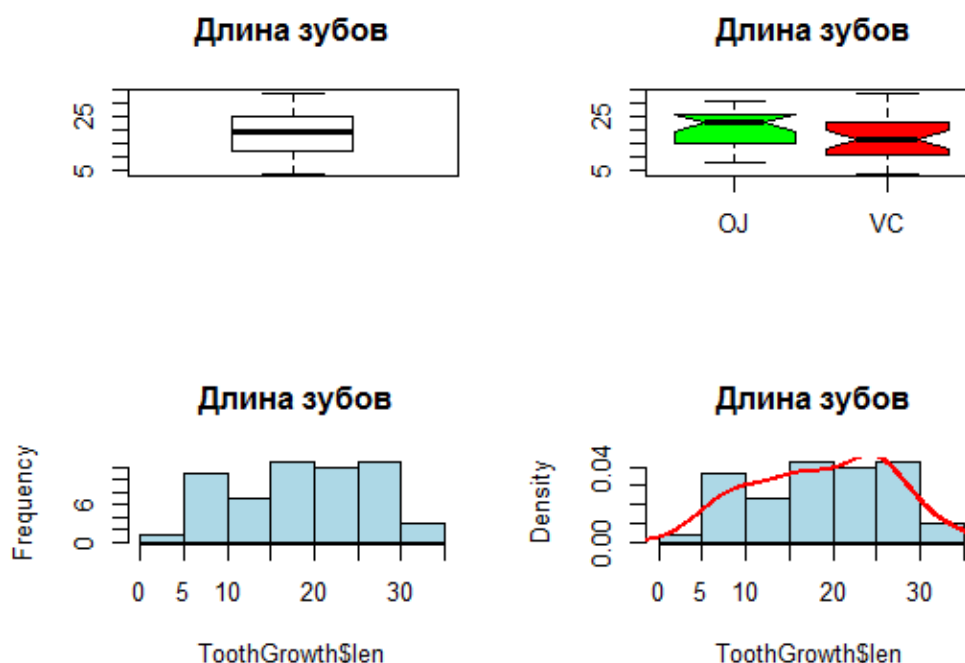 Длина зубов
25
5
Длина зубов
25
5
OJ
VC
Длина зубов
Frequency
6
0
0 5 10 20 30
ToothGrowth$len
Длина зубов
Density
0.04
0.00
0 5 10 20 30
ToothGrowth$len